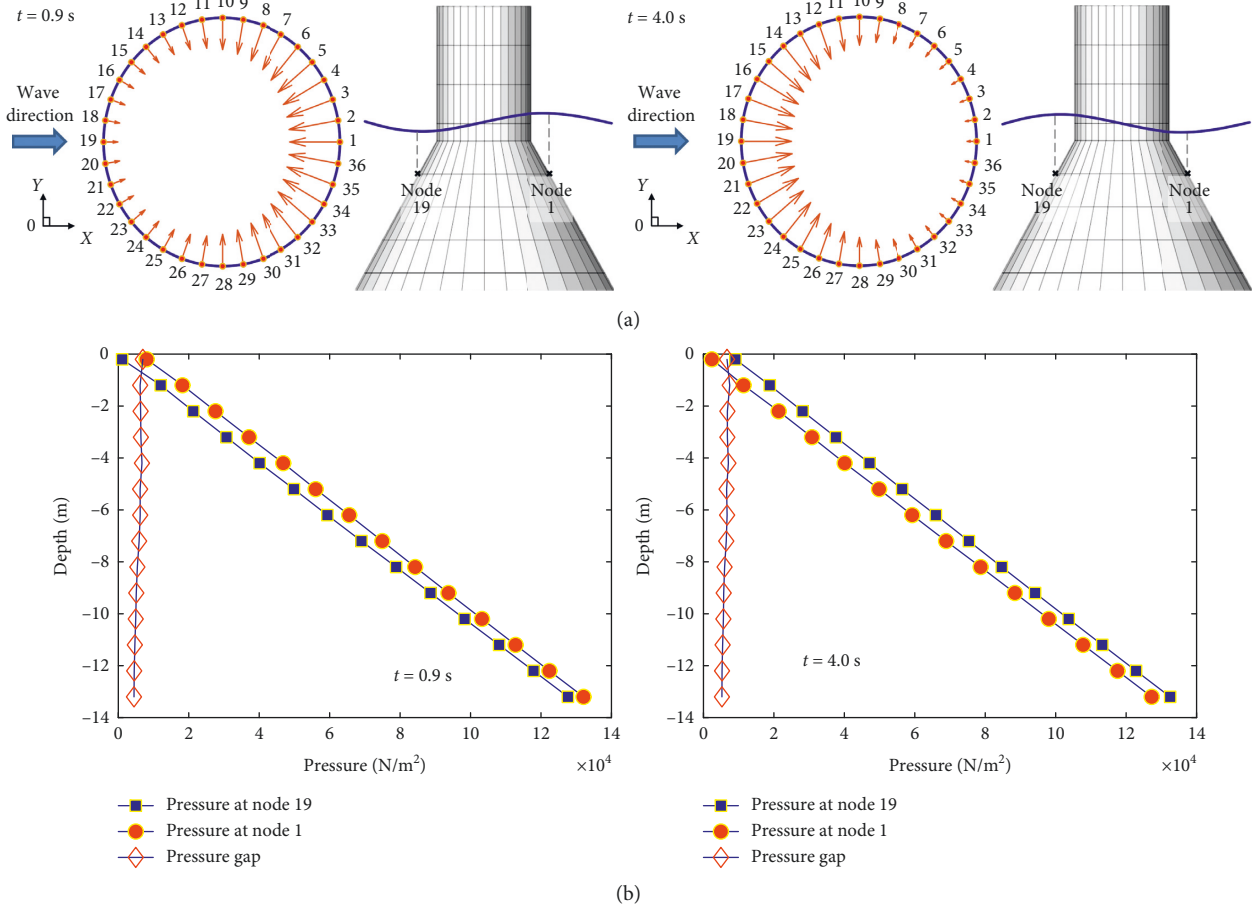 t = 0.9 s
12 11 10 9 8 7 6 5 4 3 2 1 36 35 34 33 32 31 30 29 28 27 26 25 24 23 22 21 20 19 18 17 16 15 14 13
Wave
direction
Y
0
X
Node
19
Node
1
t = 4.0 s
12 11 10 9 8 7 6 5 4 3 2 1 36 35 34 33 32 31 30 29 28 27 26 25 24 23 22 21 20 19 18 17 16 15 14 13
Wave
direction
Y
0
X
Node
19
Node
1
(a)
0
−2
−4
−6
−8
−10
−12
−14
Depth (m)
t = 0.9 s
0 2 4 6 8 10 12 14
Pressure (N/m²)
×10⁴
Pressure at node 19
Pressure at node 1
Pressure gap
0
−2
−4
−6
−8
−10
−12
−14
Depth (m)
t = 4.0 s
0 2 4 6 8 10 12 14
Pressure (N/m²)
×10⁴
Pressure at node 19
Pressure at node 1
Pressure gap
(b)